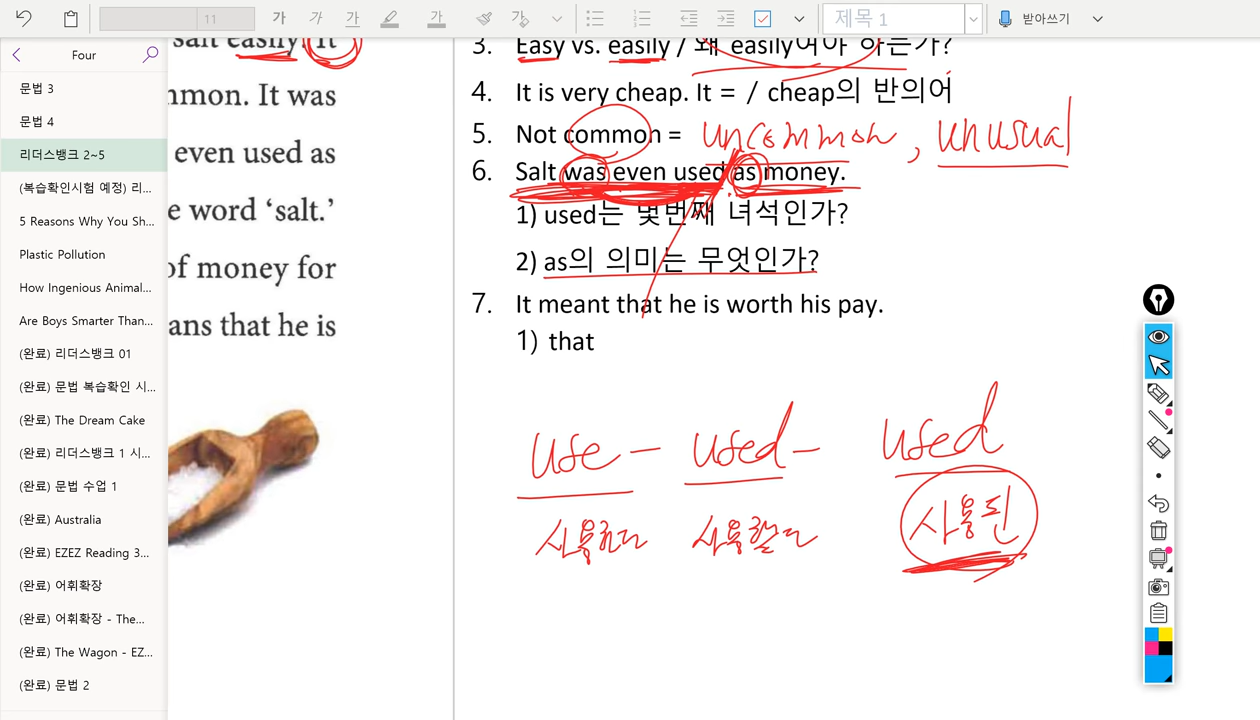 11
제목 1
받아쓰기
Four
문법 3
문법 4
리더스뱅크 2~5
(복습확인시험 예정) 리...
5 Reasons Why You Sh...
Plastic Pollution
How Ingenious Animal...
Are Boys Smarter Than...
(완료) 리더스뱅크 01
(완료) 문법 복습확인 시...
(완료) The Dream Cake
(완료) 리더스뱅크 1 시...
(완료) 문법 수업 1
(완료) Australia
(완료) EZEZ Reading 3...
(완료) 어휘확장
(완료) 어휘확장 - The...
(완료) The Wagon - EZ...
(완료) 문법 2
salt easily. It
mmon. It was
even used as
e word ‘salt.’
of money for
ans that he is
3. Easy vs. easily / 왜 easily여야 하는가?
4. It is very cheap. It = / cheap의 반의어
5. Not common = uncommon, unusual
6. Salt was even used as money.
1) used는 몇번째 녀석인가?
2) as의 의미는 무엇인가?
7. It meant that he is worth his pay.
1) that
use - used - used
사용한다 사용했다 사용된